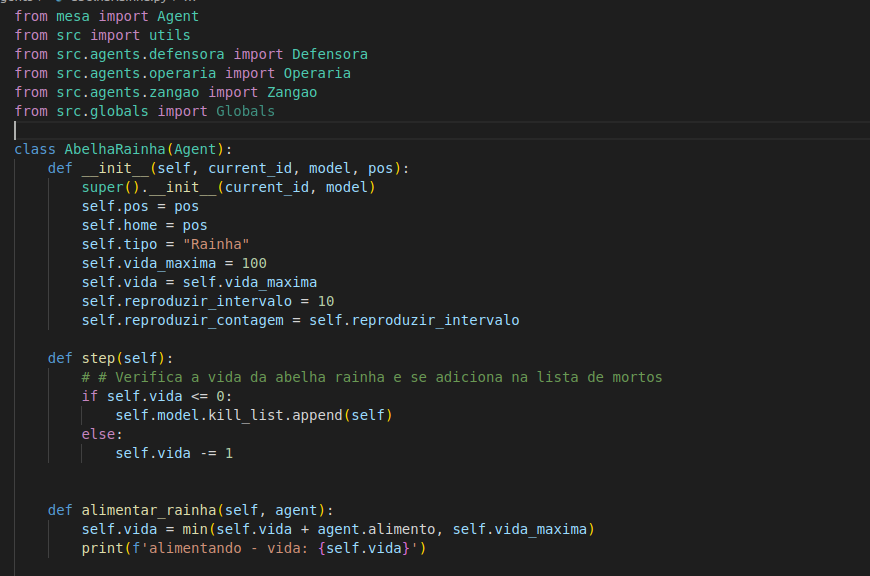 from mesa import Agent
from src import utils
from src.agents.defensora import Defensora
from src.agents.operaria import Operaria
from src.agents.zangao import Zangao
from src.globals import Globals
class AbelhaRainha(Agent):
    def __init__(self, current_id, model, pos):
        super().__init__(current_id, model)
        self.pos = pos
        self.home = pos
        self.tipo = "Rainha"
        self.vida_maxima = 100
        self.vida = self.vida_maxima
        self.reproduzir_intervalo = 10
        self.reproduzir_contagem = self.reproduzir_intervalo
    def step(self):
        # # Verifica a vida da abelha rainha e se adiciona na lista de mortos
        if self.vida <= 0:
            self.model.kill_list.append(self)
        else:
            self.vida -= 1
    def alimentar_rainha(self, agent):
        self.vida = min(self.vida + agent.alimento, self.vida_maxima)
        print(f'alimentando - vida: {self.vida}')